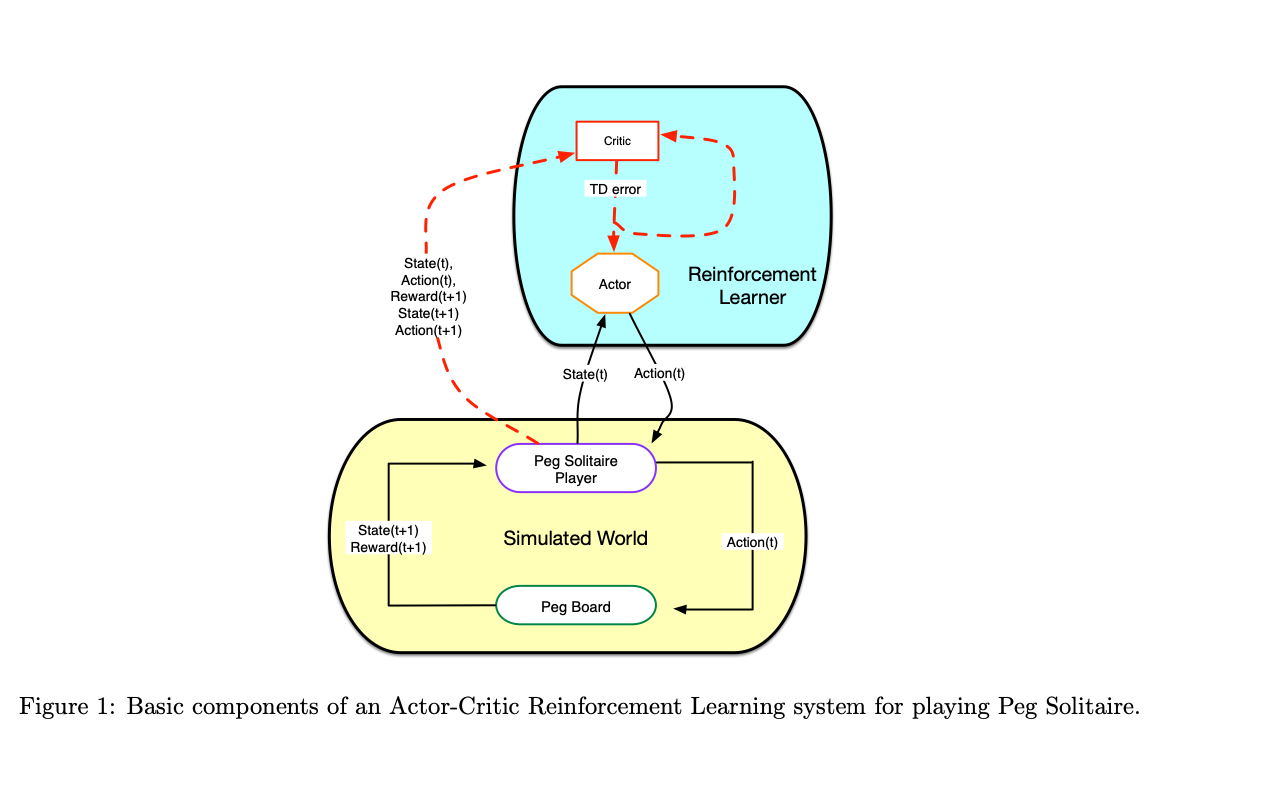 Critic
TD error
Actor
Reinforcement
Learner
State(t),
Action(t),
Reward(t+1)
State(t+1)
Action(t+1)
State(t)
Action(t)
Peg Solitaire
Player
State(t+1)
Reward(t+1)
Simulated World
Action(t)
Peg Board
Figure 1: Basic components of an Actor-Critic Reinforcement Learning system for playing Peg Solitaire.